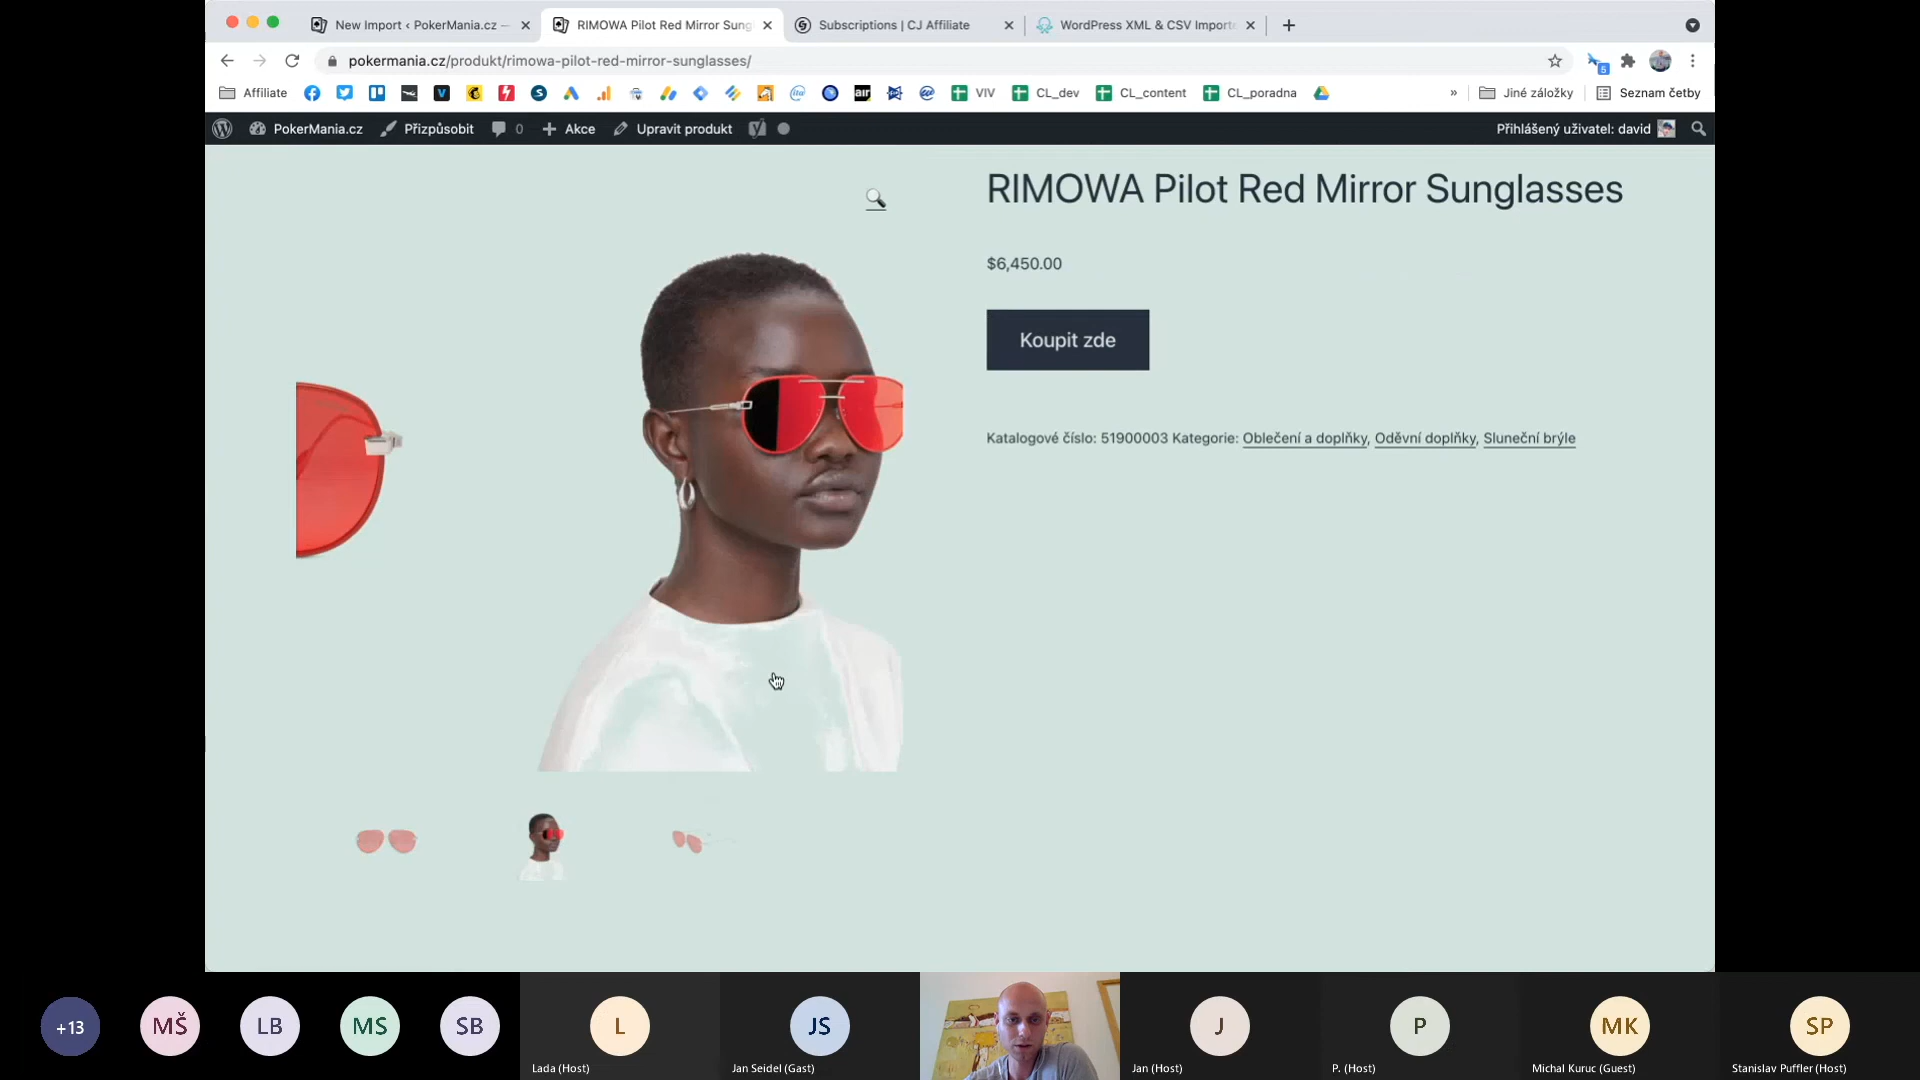 New Import ‹ PokerMania.cz —
RIMOWA Pilot Red Mirror Sung
Subscriptions | CJ Affiliate
WordPress XML & CSV Importe
pokermania.cz/produkt/rimowa-pilot-red-mirror-sunglasses/
5
Affiliate
air
VIV
CL_dev
CL_content
CL_poradna
»
Jiné záložky
Seznam četby
PokerMania.cz
Přizpůsobit
0
Akce
Upravit produkt
Přihlášený uživatel: david
RIMOWA Pilot Red Mirror Sunglasses
$6,450.00
Koupit zde
Katalogové číslo: 51900003 Kategorie: Oblečení a doplňky, Oděvní doplňky, Sluneční brýle
+13
MŠ
LB
MS
SB
L
Lada (Host)
JS
Jan Seidel (Gast)
J
Jan (Host)
P
P. (Host)
MK
Michal Kuruc (Guest)
SP
Stanislav Puffler (Host)